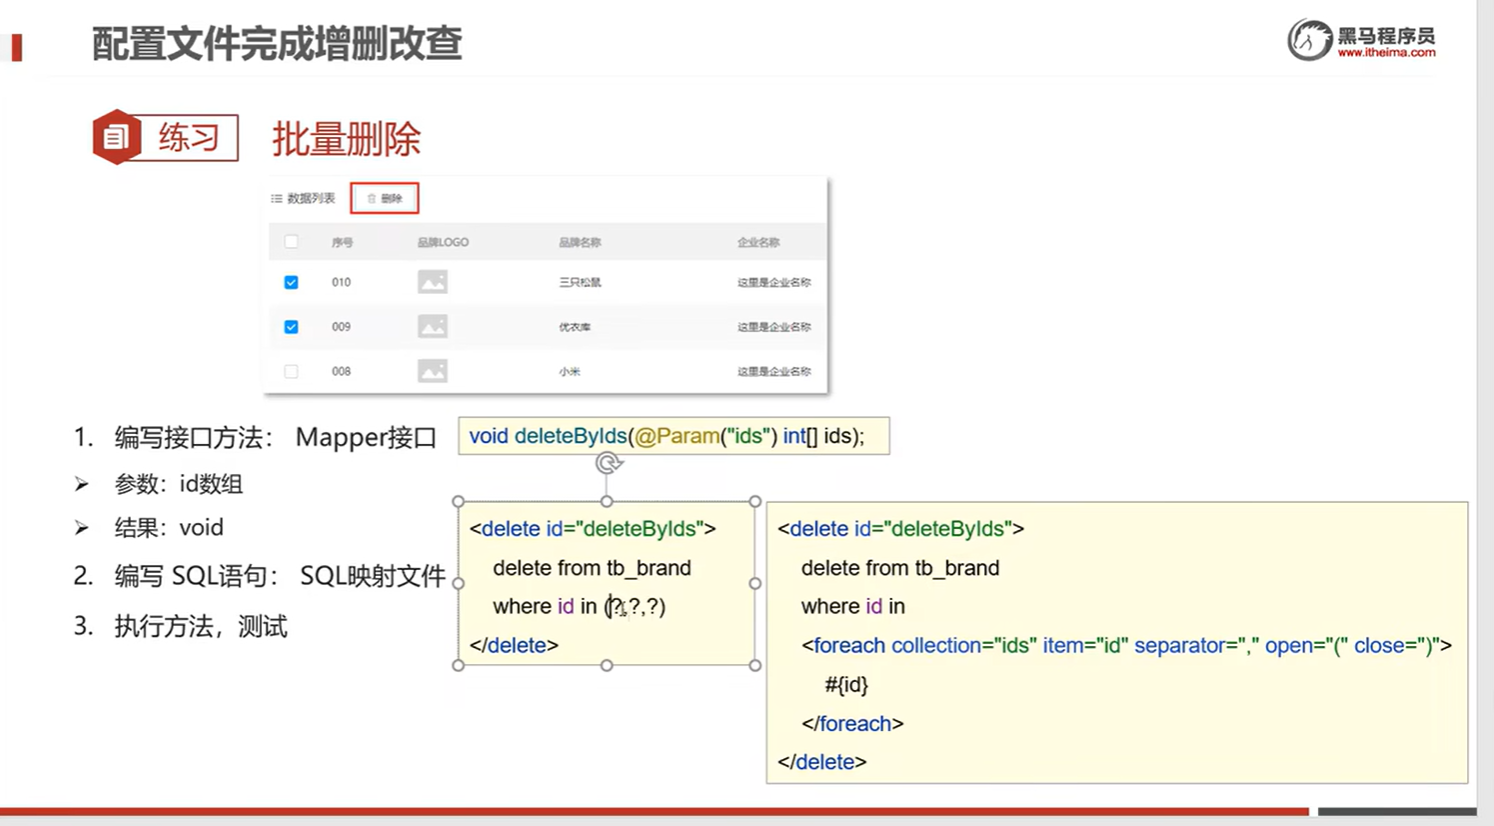 配置文件完成增删改查
黑马程序员
www.itheima.com
练习
批量删除
数据列表 删除
序号 品牌LOGO 品牌名称 企业名称
010 三只松鼠 这里是企业名称
009 优衣库 这里是企业名称
008 小米 这里是企业名称
1. 编写接口方法： Mapper接口
void deleteByIds(@Param("ids") int[] ids);
➢ 参数：id数组
➢ 结果：void
2. 编写 SQL语句： SQL映射文件
3. 执行方法，测试
<delete id="deleteByIds">
delete from tb_brand
where id in (?,?,?)
</delete>
<delete id="deleteByIds">
delete from tb_brand
where id in
<foreach collection="ids" item="id" separator="," open="(" close=")">
#{id}
</foreach>
</delete>